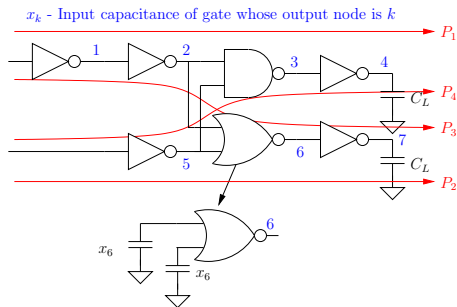 x_k - Input capacitance of gate whose output node is k
P_1
1
2
3
4
P_4
C_L
P_3
5
6
7
C_L
P_2
6
x_6
x_6